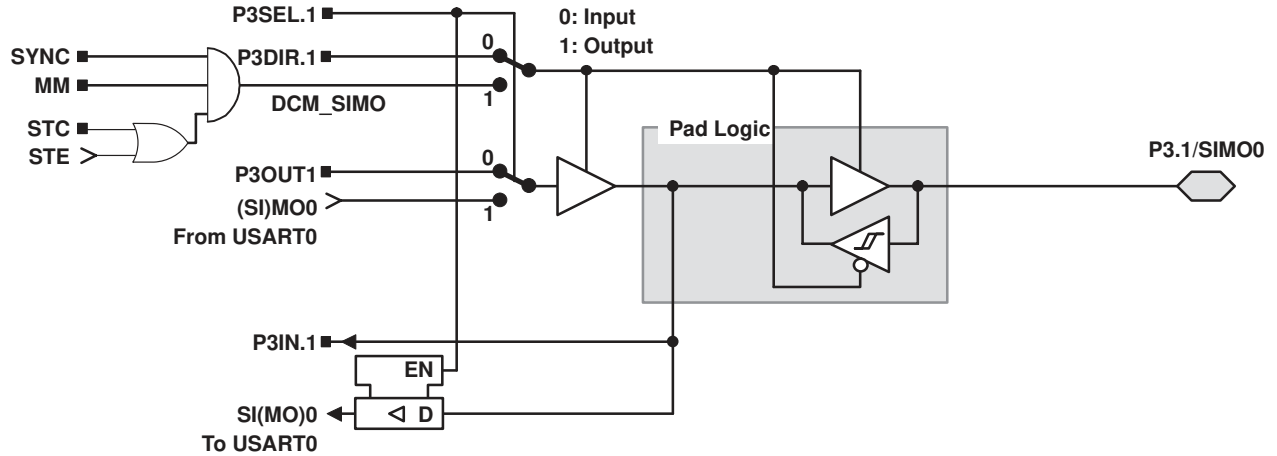 P3SEL.1
0: Input
1: Output
SYNC
MM
STC
STE
P3DIR.1
0
1
DCM_SIMO
Pad Logic
P3.1/SIMO0
P3OUT1
0
(SI)MO0
1
From USART0
P3IN.1
EN
SI(MO)0
D
To USART0